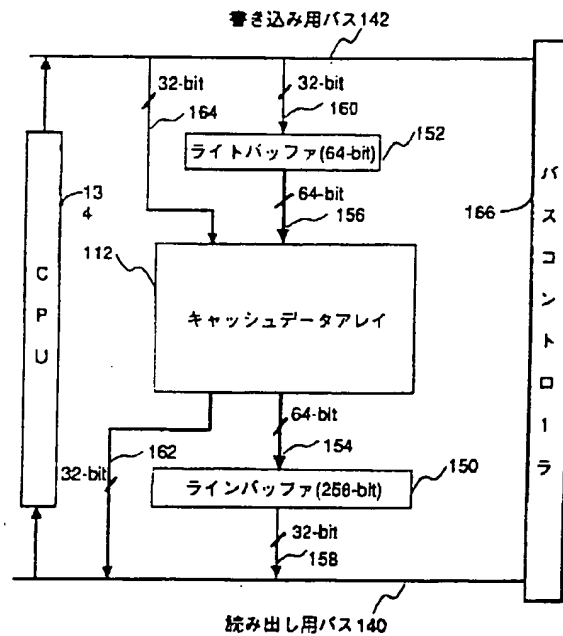 書き込み用バス142
32-bit
164
32-bit
160
ライトバッファ(64-bit)
152
134
64-bit
156
166
112
CPU
キャッシュデータアレイ
バスコントローラ
64-bit
154
162
32-bit
150
ラインバッファ(256-bit)
32-bit
158
読み出し用バス140